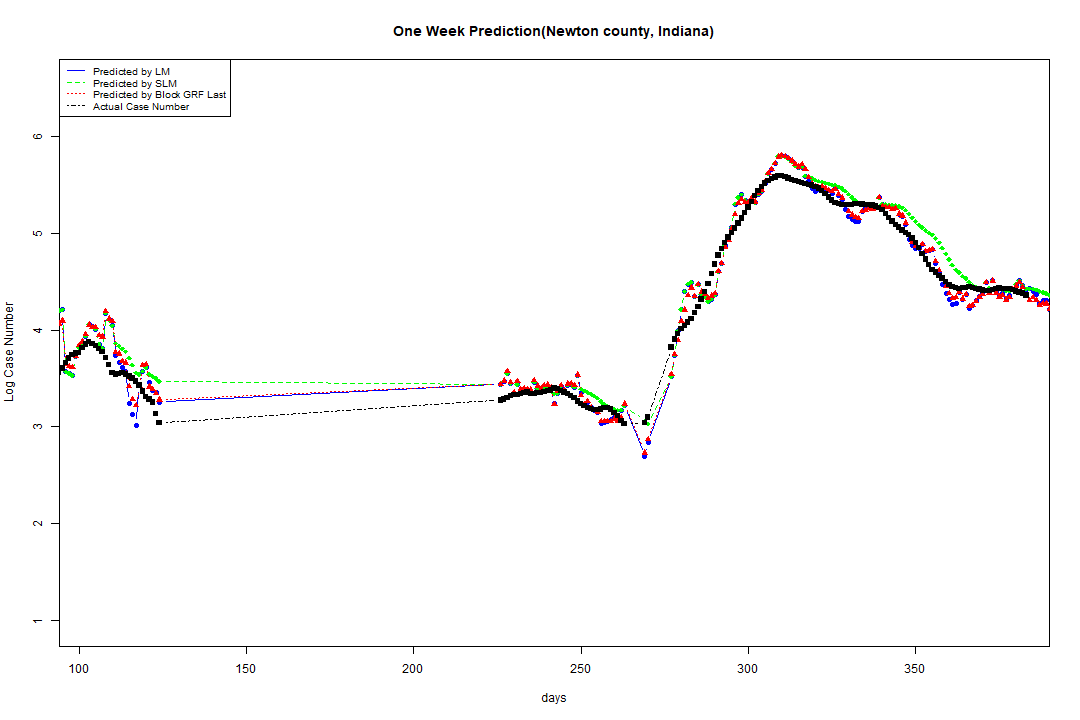 One Week Prediction(Newton county, Indiana)
Predicted by LM
Predicted by SLM
Predicted by Block GRF Last
Actual Case Number
6
5
4
3
2
1
Log Case Number
100 150 200 250 300 350
days